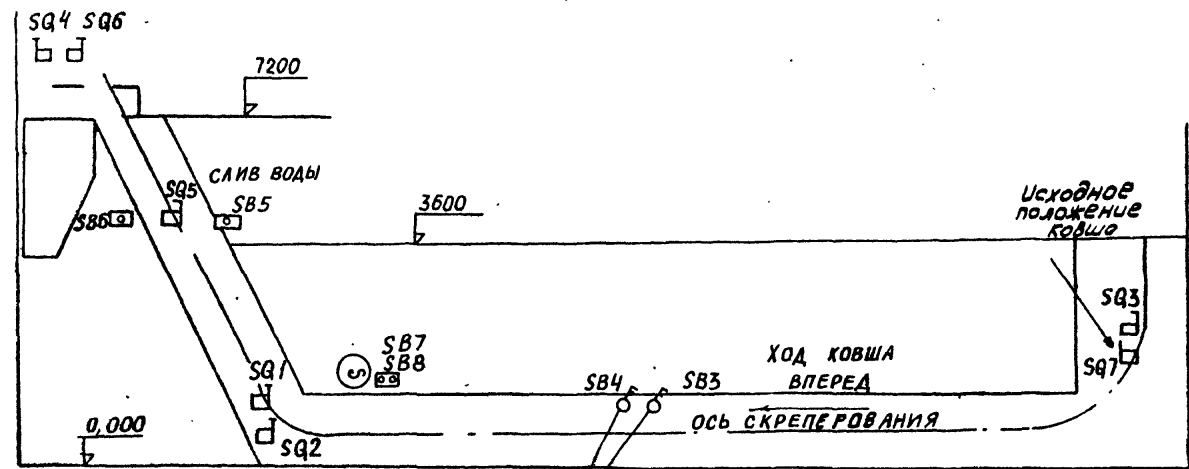 SQ4 SQ6
7200
СЛИВ ВОДЫ
SQ5
SB6
SB5
3600
Исходное
положение
ковша
SQ3
SQ7
SB7
SB8
S
SQ1
SQ2
0,000
SB4
SB3
ХОД КОВША
ВПЕРЕД
ОСЬ СКРЕПЕРОВАНИЯ